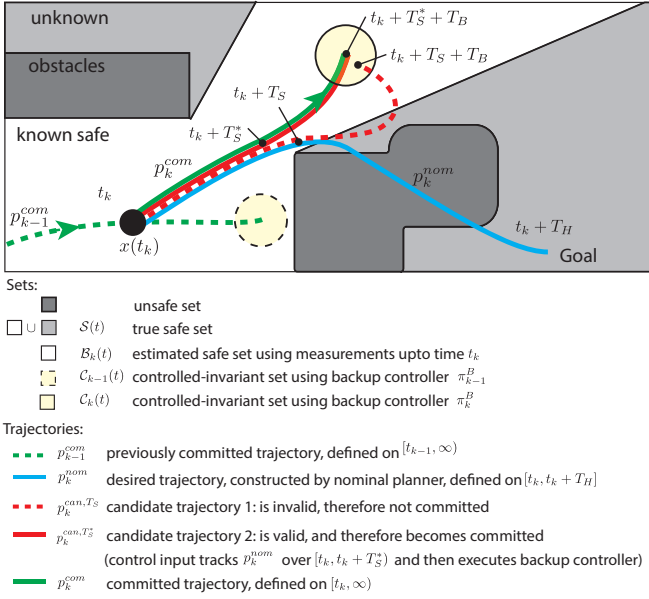 unknown
obstacles
known safe
t_k + T_S^* + T_B
t_k + T_S + T_B
t_k + T_S
t_k + T_S^*
p_k^{com}
t_k
p_{k-1}^{com}
x(t_k)
p_k^{nom}
t_k + T_H
Goal
Sets:
unsafe set
∪ S(t) true safe set
B_k(t) estimated safe set using measurements upto time t_k
C_{k-1}(t) controlled-invariant set using backup controller π_{k-1}^B
C_k(t) controlled-invariant set using backup controller π_k^B
Trajectories:
p_{k-1}^{com} previously committed trajectory, defined on [t_{k-1}, ∞)
p_k^{nom} desired trajectory, constructed by nominal planner, defined on [t_k, t_k + T_H]
p_k^{can,T_S} candidate trajectory 1: is invalid, therefore not committed
p_k^{can,T_S^*} candidate trajectory 2: is valid, and therefore becomes committed
(control input tracks p_k^{nom} over [t_k, t_k + T_S^*) and then executes backup controller)
p_k^{com} committed trajectory, defined on [t_k, ∞)